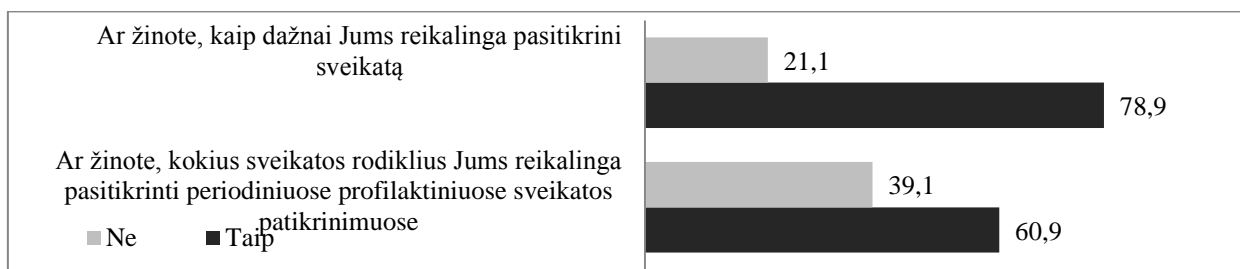 Ar žinote, kaip dažnai Jums reikalinga pasitikrini
sveikatą
21,1
78,9
Ar žinote, kokius sveikatos rodiklius Jums reikalinga
pasitikrinti periodiniuose profilaktiniuose sveikatos
patikrinimuose
39,1
60,9
Ne
Taip